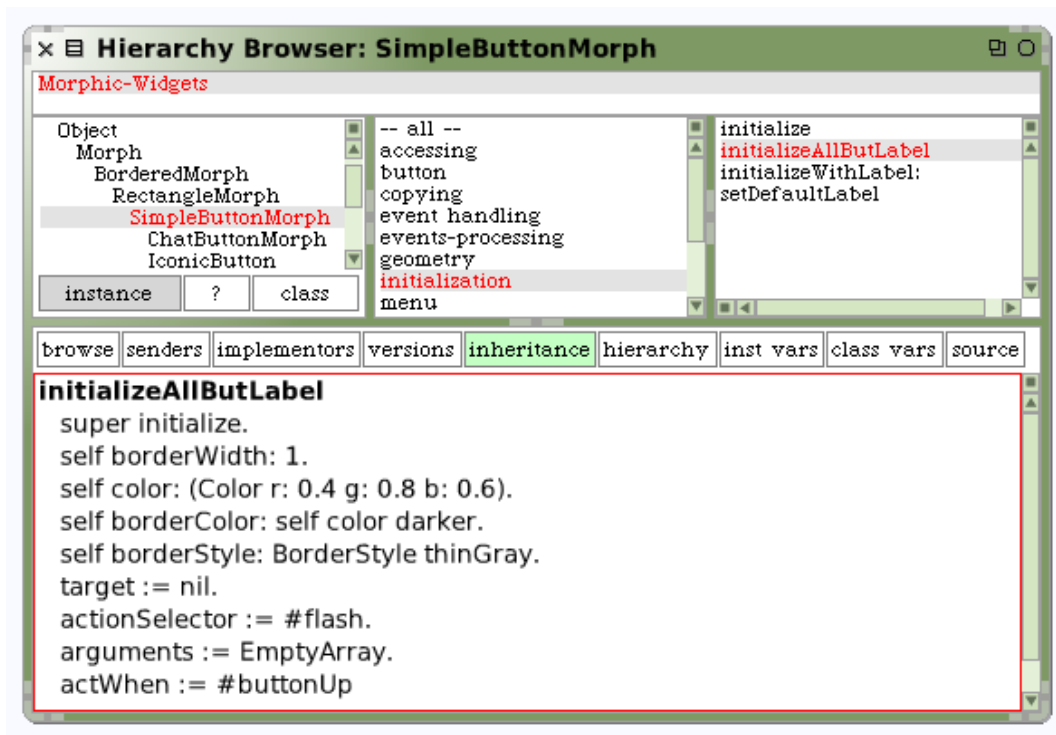 Hierarchy Browser: SimpleButtonMorph
Morphic-Widgets
Object
Morph
BorderedMorph
RectangleMorph
SimpleButtonMorph
ChatButtonMorph
IconicButton
instance ? class
-- all --
accessing
button
copying
event handling
events-processing
geometry
initialization
menu
initialize
initializeAllButLabel
initializeWithLabel:
setDefaultLabel
browse senders implementors versions inheritance hierarchy inst vars class vars source
initializeAllButLabel
super initialize.
self borderWidth: 1.
self color: (Color r: 0.4 g: 0.8 b: 0.6).
self borderColor: self color darker.
self borderStyle: BorderStyle thinGray.
target := nil.
actionSelector := #flash.
arguments := EmptyArray.
actWhen := #buttonUp